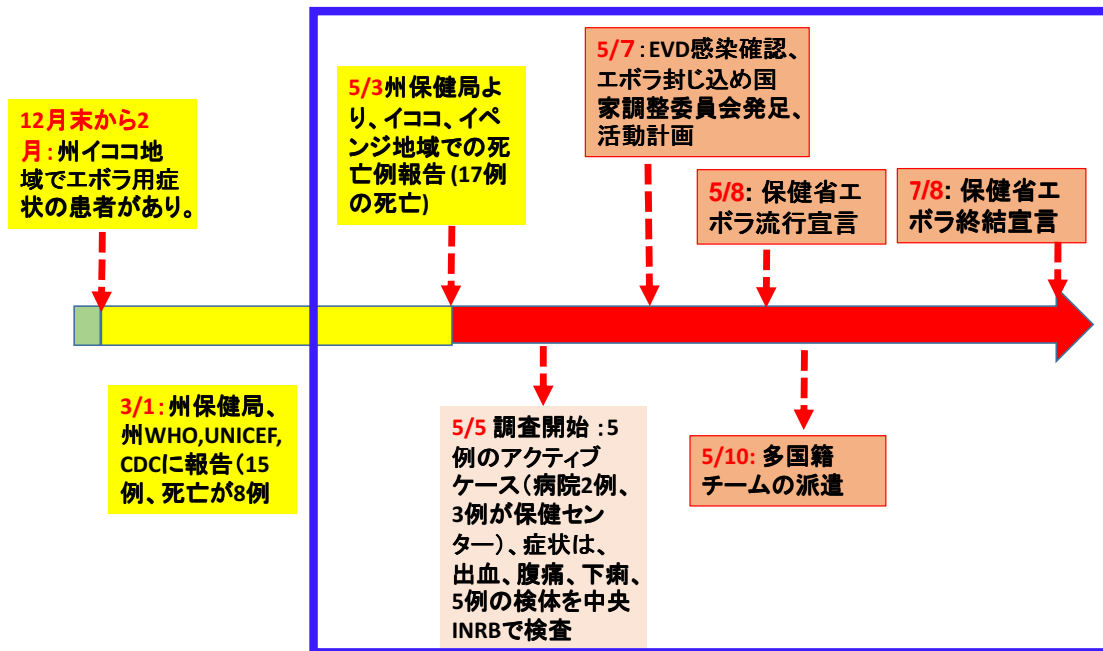 12月末から2
月：州イココ地
域でエボラ用症
状の患者があり。
3/1：州保健局、
州WHO,UNICEF,
CDCに報告（15
例、死亡が8例
5/3州保健局よ
り、イココ、イペ
ンジ地域での死
亡例報告(17例
の死亡)
5/5 調査開始：5
例のアクティブ
ケース（病院2例、
3例が保健セン
ター）、症状は、
出血、腹痛、下痢、
5例の検体を中央
INRBで検査
5/7：EVD感染確認、
エボラ封じ込め国
家調整委員会発足、
活動計画
5/8: 保健省エ
ボラ流行宣言
5/10: 多国籍
チームの派遣
7/8: 保健省エ
ボラ終結宣言